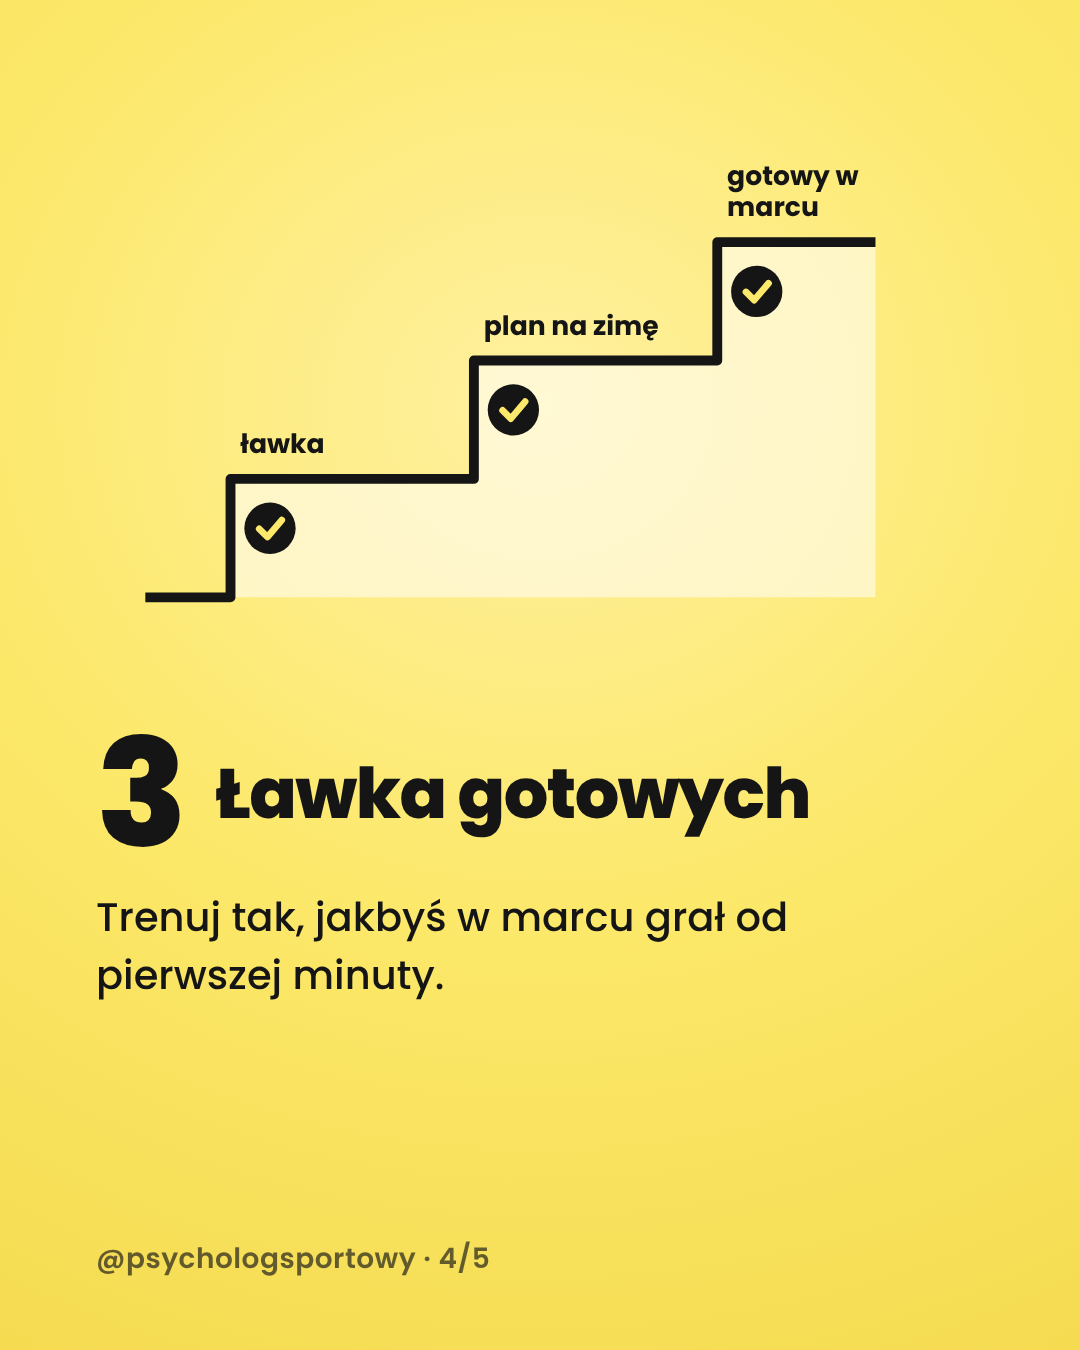 gotowy w
marcu
plan na zimę
ławka
3 Ławka gotowych
Trenuj tak, jakbyś w marcu grał od
pierwszej minuty.
@psychologsportowy · 4/5